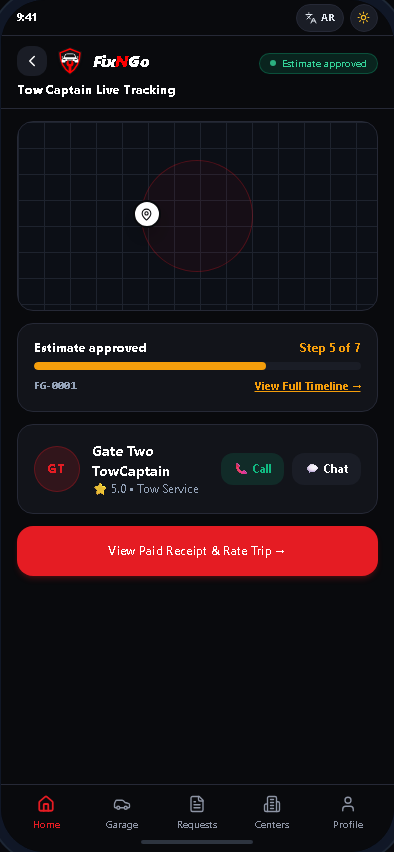 9:41
AR
FixNGo
Estimate approved
Tow Captain Live Tracking
Estimate approved
Step 5 of 7
FG-0001
View Full Timeline →
Gate Two
TowCaptain
GT
⭐ 5.0 • Tow Service
📞 Call
💬 Chat
View Paid Receipt & Rate Trip →
Home
Garage
Requests
Centers
Profile